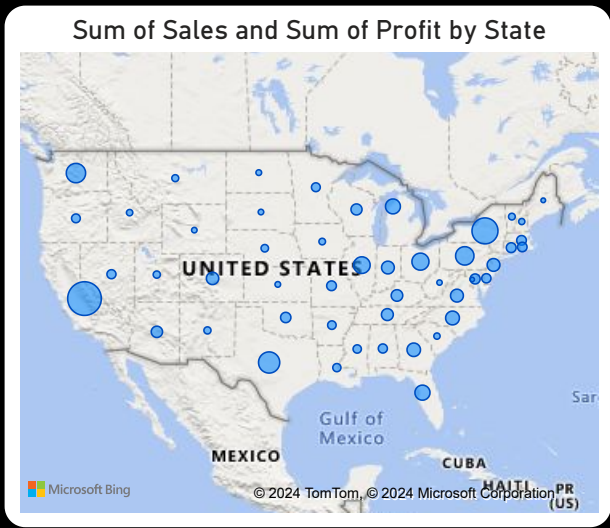 Sum of Sales and Sum of Profit by State
UNITED STATES
Sar
Gulf of
Mexico
MEXICO
CUBA
HAITI
PR
(US)
Microsoft Bing
© 2024 TomTom, © 2024 Microsoft Corporation